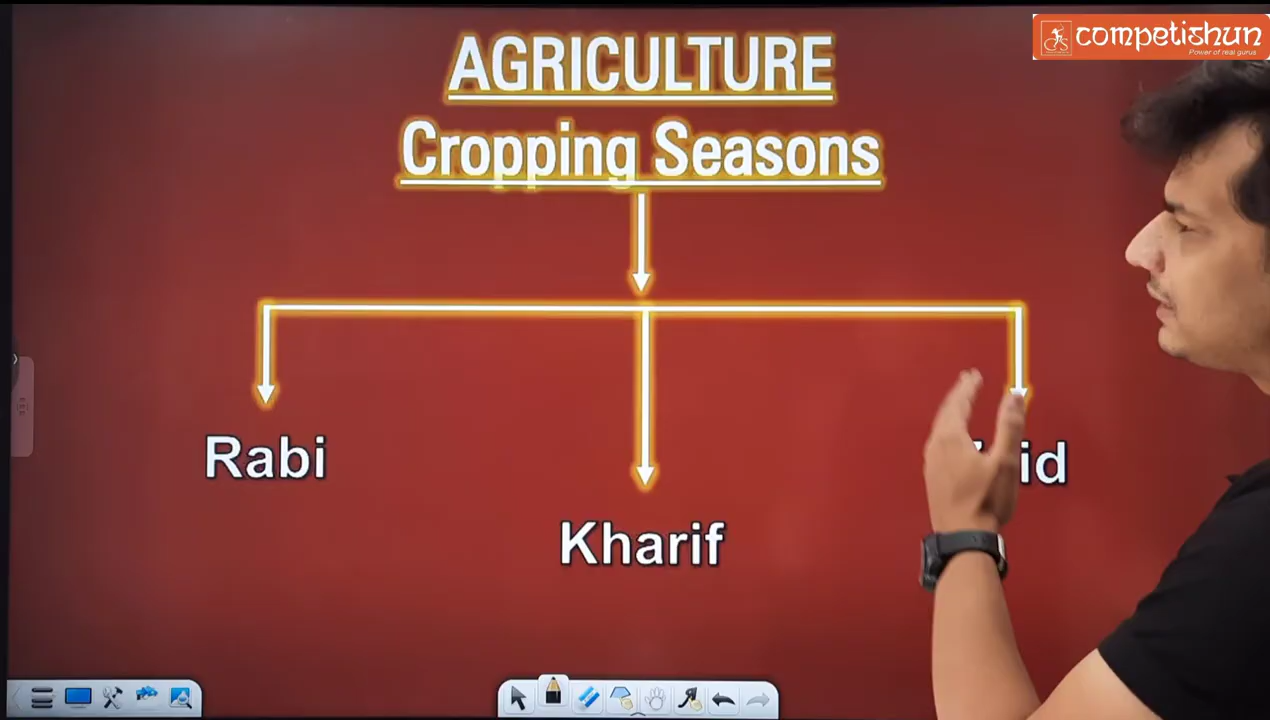 competishun
Power of real gurus
AGRICULTURE
Cropping Seasons
Rabi
Kharif